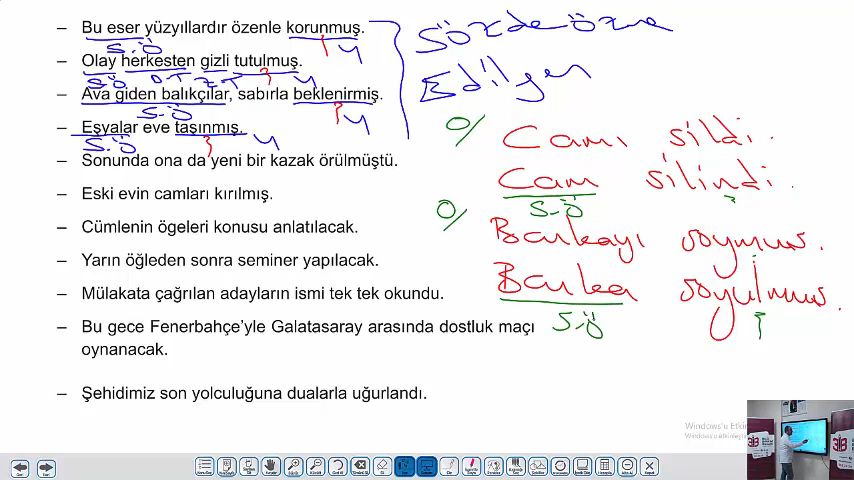 – Bu eser yüzyıllardır özenle korunmuş.
S.Ö Y
– Olay herkesten gizli tutulmuş.
S.Ö D.T Z.T Y
– Ava giden balıkçılar, sabırla beklenirmiş.
S.Ö Y
– Eşyalar eve taşınmış.
S.Ö Y
– Sonunda ona da yeni bir kazak örülmüştü.
– Eski evin camları kırılmış.
– Cümlenin ögeleri konusu anlatılacak.
– Yarın öğleden sonra seminer yapılacak.
– Mülakata çağrılan adayların ismi tek tek okundu.
– Bu gece Fenerbahçe'yle Galatasaray arasında dostluk maçı
oynanacak.
– Şehidimiz son yolculuğuna dualarla uğurlandı.
Sözde özne
Edilgen
O/ Camı sildi.
Cam silindi.
S.Ö
O/ Bankayı soymuş.
Banka soyulmuş.
S.Ö
Windows'u Etkin